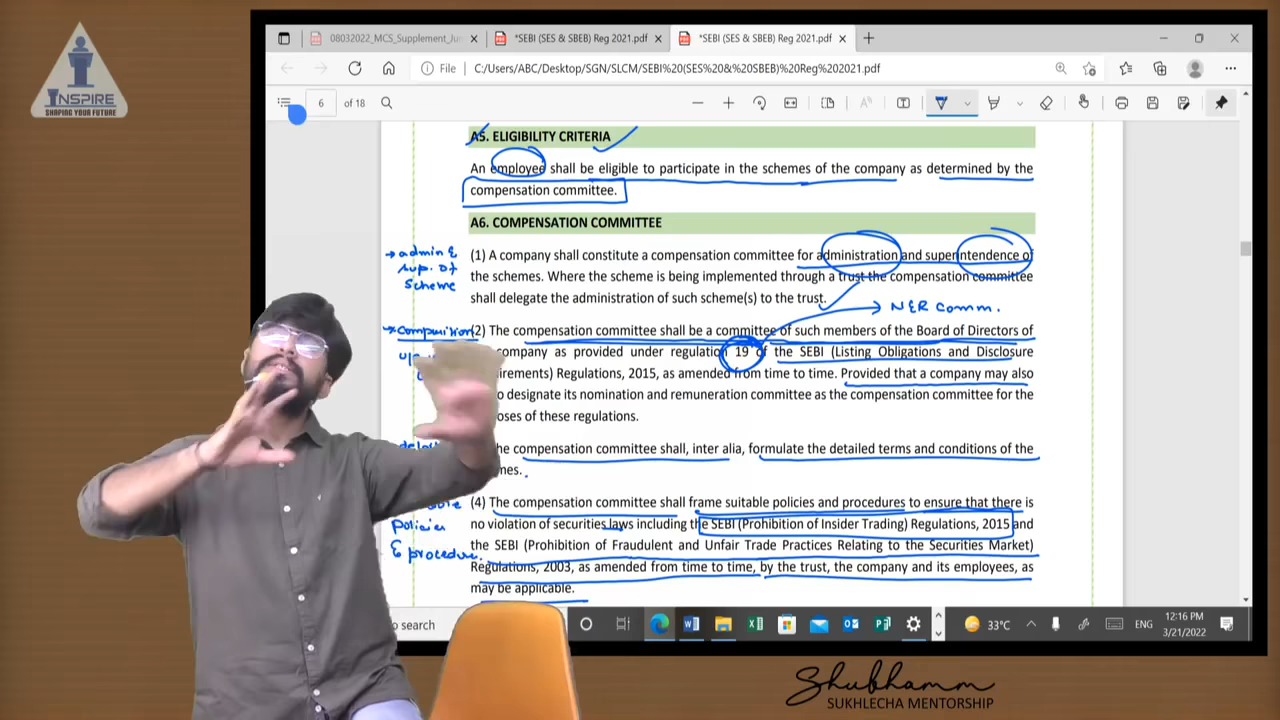 INSPIRE
SHAPING YOUR FUTURE
08032022_MCS_Supplement_Jun
*SEBI (SES & SBEB) Reg 2021.pdf
*SEBI (SES & SBEB) Reg 2021.pdf
File
C:/Users/ABC/Desktop/SGN/SLCM/SEBI%20(SES%20&%20SBEB)%20Reg%202021.pdf
6 of 18
A5. ELIGIBILITY CRITERIA
An employee shall be eligible to participate in the schemes of the company as determined by the
compensation committee.
A6. COMPENSATION COMMITTEE
→ admin &
sup. of
scheme
(1) A company shall constitute a compensation committee for administration and superintendence of
the schemes. Where the scheme is being implemented through a trust the compensation committee
shall delegate the administration of such scheme(s) to the trust.
→ N&R Comm.
→ Composition
(2) The compensation committee shall be a committee of such members of the Board of Directors of
company as provided under regulation 19 of the SEBI (Listing Obligations and Disclosure
irements) Regulations, 2015, as amended from time to time. Provided that a company may also
o designate its nomination and remuneration committee as the compensation committee for the
oses of these regulations.
he compensation committee shall, inter alia, formulate the detailed terms and conditions of the
nes.
(4) The compensation committee shall frame suitable policies and procedures to ensure that there is
no violation of securities laws including the SEBI (Prohibition of Insider Trading) Regulations, 2015 and
the SEBI (Prohibition of Fraudulent and Unfair Trade Practices Relating to the Securities Market)
Regulations, 2003, as amended from time to time, by the trust, the company and its employees, as
may be applicable.
policies
& procedure.
o search
33°C
ENG
12:16 PM
3/21/2022
Shubhamm
SUKHLECHA MENTORSHIP